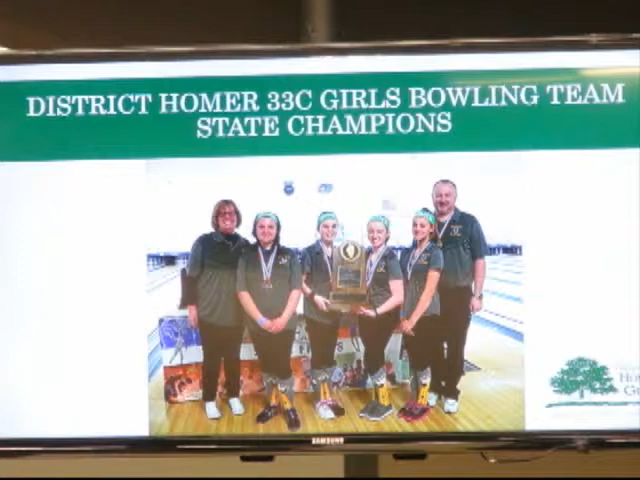 DISTRICT HOMER 33C GIRLS BOWLING TEAM
STATE CHAMPIONS
SAMSUNG